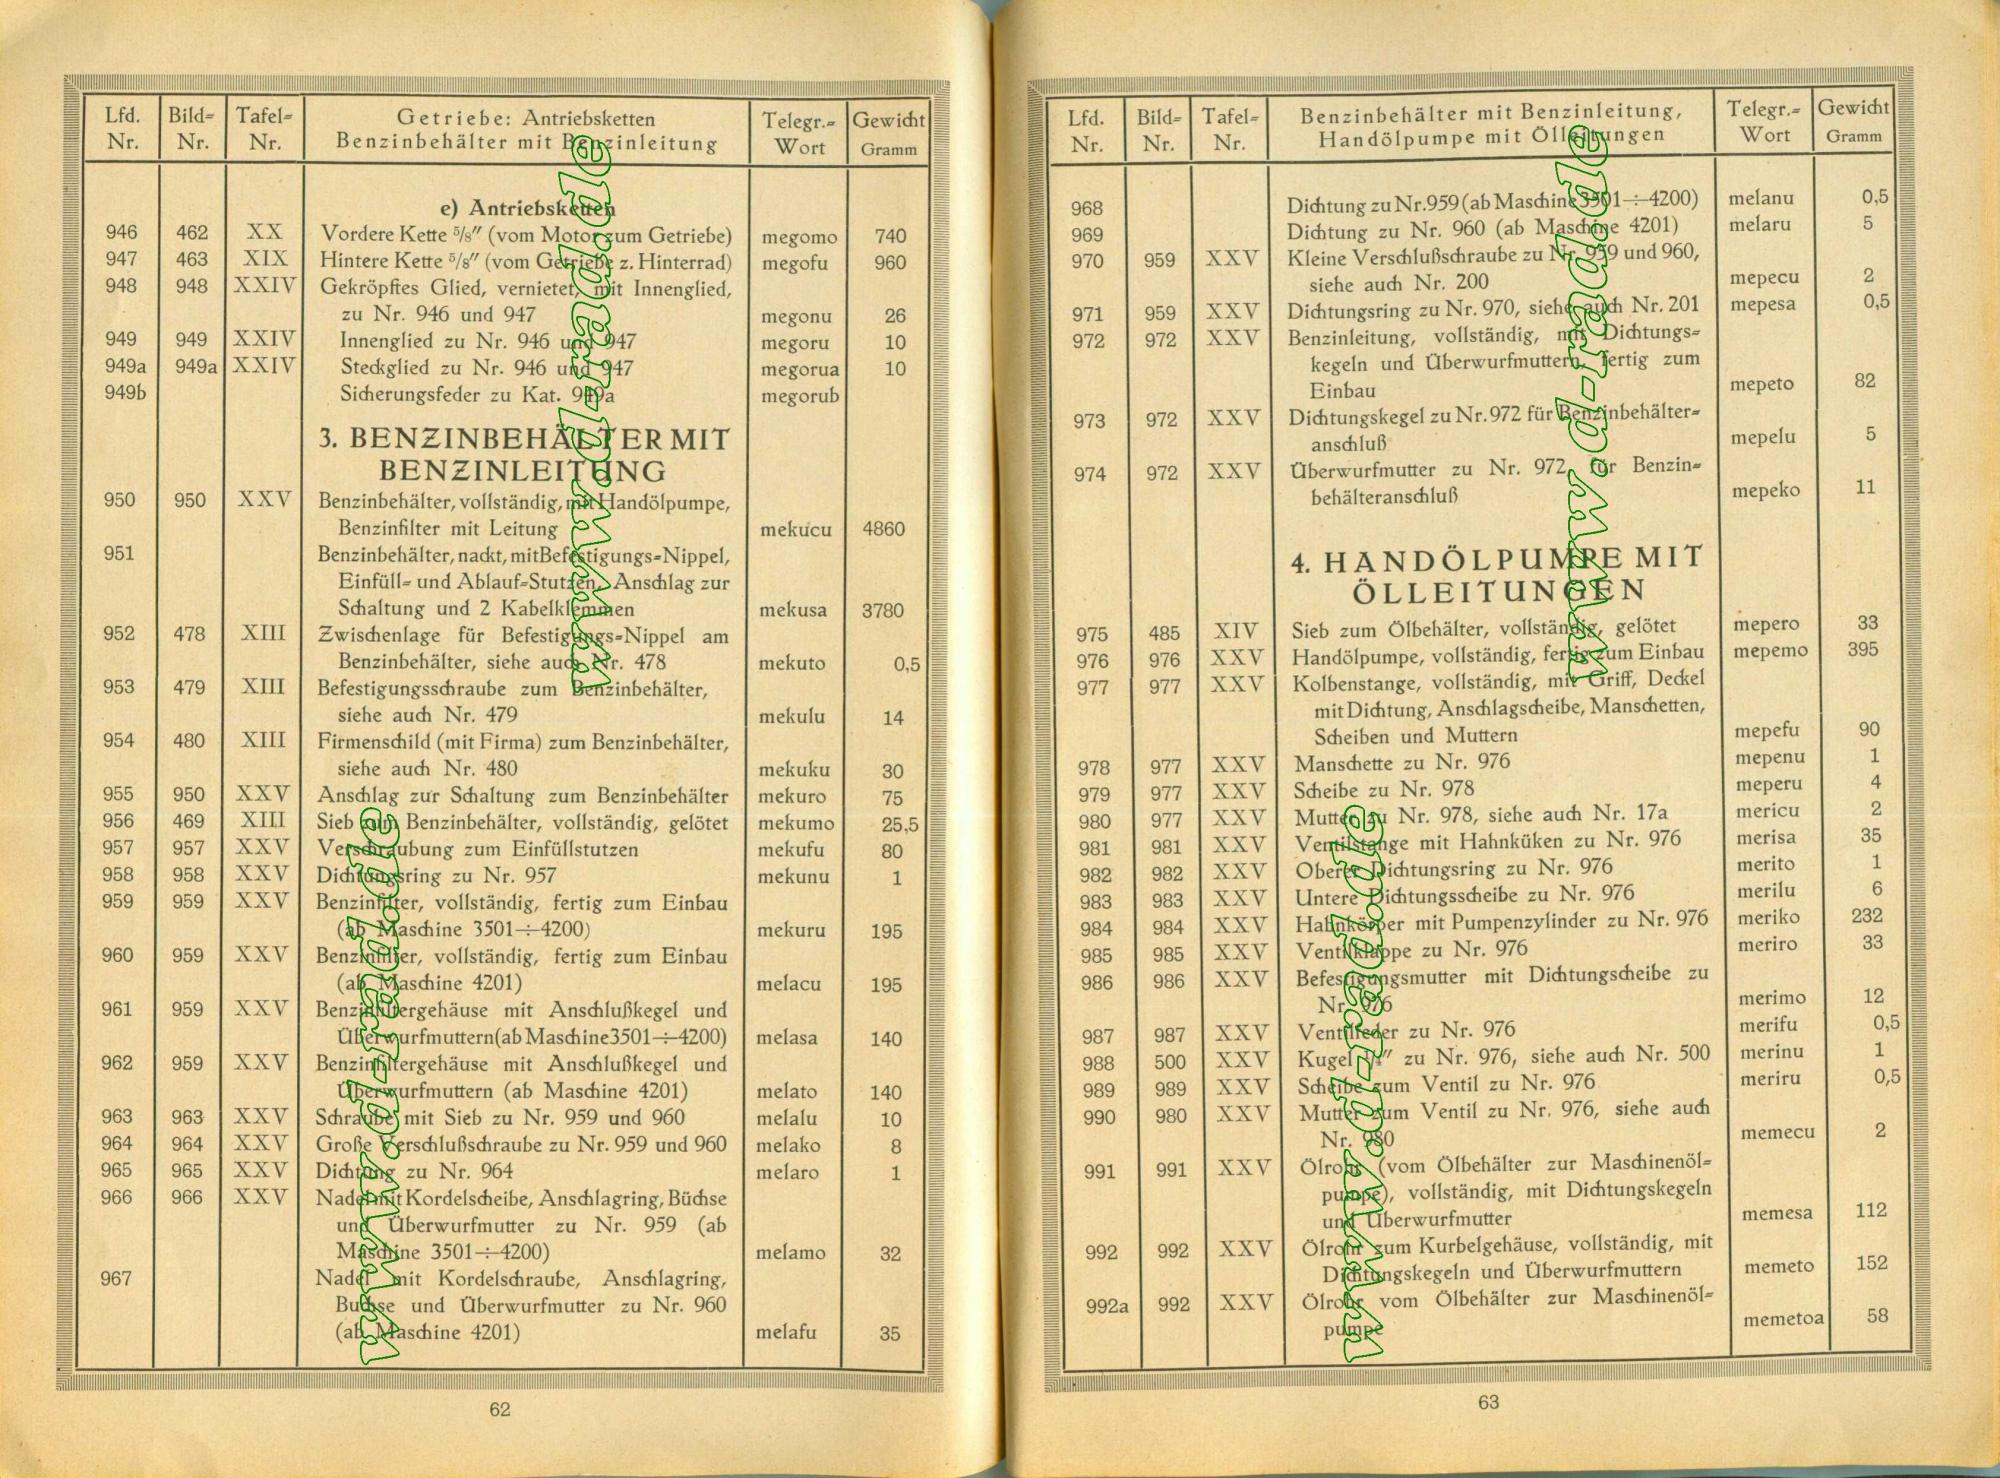 Lfd. Nr. Bild= Nr. Tafel= Nr. Getriebe: Antriebsketten Benzinbehälter mit Benzinleitung Telegr.= Wort Gewicht Gramm
e) Antriebsketten
946 462 XX Vordere Kette ⁵/₈″ (vom Motor zum Getriebe) megomo 740
947 463 XIX Hintere Kette ⁵/₈″ (vom Getriebe z. Hinterrad) megofu 960
948 948 XXIV Gekröpftes Glied, vernietet, mit Innenglied,
zu Nr. 946 und 947 megonu 26
949 949 XXIV Innenglied zu Nr. 946 und 947 megoru 10
949a 949a XXIV Steckglied zu Nr. 946 und 947 megorua 10
949b Sicherungsfeder zu Kat. 949a megorub
3. BENZINBEHÄLTER MIT
BENZINLEITUNG
950 950 XXV Benzinbehälter, vollständig, mit Handölpumpe,
Benzinfilter mit Leitung mekucu 4860
951 Benzinbehälter, nackt, mit Befestigungs=Nippel,
Einfüll= und Ablauf=Stutzen, Anschlag zur
Schaltung und 2 Kabelklemmen mekusa 3780
952 478 XIII Zwischenlage für Befestigungs=Nippel am
Benzinbehälter, siehe auch Nr. 478 mekuto 0,5
953 479 XIII Befestigungsschraube zum Benzinbehälter,
siehe auch Nr. 479 mekulu 14
954 480 XIII Firmenschild (mit Firma) zum Benzinbehälter,
siehe auch Nr. 480 mekuku 30
955 950 XXV Anschlag zur Schaltung zum Benzinbehälter mekuro 75
956 469 XIII Sieb zum Benzinbehälter, vollständig, gelötet mekumo 25,5
957 957 XXV Verschraubung zum Einfüllstutzen mekufu 80
958 958 XXV Dichtungsring zu Nr. 957 mekunu 1
959 959 XXV Benzinfilter, vollständig, fertig zum Einbau
(ab Maschine 3501÷4200) mekuru 195
960 959 XXV Benzinfilter, vollständig, fertig zum Einbau
(ab Maschine 4201) melacu 195
961 959 XXV Benzinfiltergehäuse mit Anschlußkegel und
Überwurfmuttern (ab Maschine 3501÷4200) melasa 140
962 959 XXV Benzinfiltergehäuse mit Anschlußkegel und
Überwurfmuttern (ab Maschine 4201) melato 140
963 963 XXV Schraube mit Sieb zu Nr. 959 und 960 melalu 10
964 964 XXV Große Verschlußschraube zu Nr. 959 und 960 melako 8
965 965 XXV Dichtung zu Nr. 964 melaro 1
966 966 XXV Nadel mit Kordelscheibe, Anschlagring, Büchse
und Überwurfmutter zu Nr. 959 (ab
Maschine 3501÷4200) melamo 32
967 Nadel mit Kordelschraube, Anschlagring,
Buchse und Überwurfmutter zu Nr. 960
(ab Maschine 4201) melafu 35
62
www.d-rad.de
www.d-rad.de
Lfd. Nr. Bild= Nr. Tafel= Nr. Benzinbehälter mit Benzinleitung, Handölpumpe mit Ölleitungen Telegr.= Wort Gewicht Gramm
968 Dichtung zu Nr. 959 (ab Maschine 3501÷4200) melanu 0,5
969 Dichtung zu Nr. 960 (ab Maschine 4201) melaru 5
970 959 XXV Kleine Verschlußschraube zu Nr. 959 und 960,
siehe auch Nr. 200 mepecu 2
971 959 XXV Dichtungsring zu Nr. 970, siehe auch Nr. 201 mepesa 0,5
972 972 XXV Benzinleitung, vollständig, mit Dichtungs=
kegeln und Überwurfmuttern, fertig zum
Einbau mepeto 82
973 972 XXV Dichtungskegel zu Nr. 972 für Benzinbehälter=
anschluß mepelu 5
974 972 XXV Überwurfmutter zu Nr. 972, für Benzin=
behälteranschluß mepeko 11
4. HANDÖLPUMPE MIT
ÖLLEITUNGEN
975 485 XIV Sieb zum Ölbehälter, vollständig, gelötet mepero 33
976 976 XXV Handölpumpe, vollständig, fertig zum Einbau mepemo 395
977 977 XXV Kolbenstange, vollständig, mit Griff, Deckel
mit Dichtung, Anschlagscheibe, Manschetten,
Scheiben und Muttern mepefu 90
978 977 XXV Manschette zu Nr. 976 mepenu 1
979 977 XXV Scheibe zu Nr. 978 meperu 4
980 977 XXV Mutter zu Nr. 978, siehe auch Nr. 17a mericu 2
981 981 XXV Ventilstange mit Hahnküken zu Nr. 976 merisa 35
982 982 XXV Oberer Dichtungsring zu Nr. 976 merito 1
983 983 XXV Untere Dichtungsscheibe zu Nr. 976 merilu 6
984 984 XXV Hahnkörper mit Pumpenzylinder zu Nr. 976 meriko 232
985 985 XXV Ventilklappe zu Nr. 976 meriro 33
986 986 XXV Befestigungsmutter mit Dichtungscheibe zu
Nr. 976 merimo 12
987 987 XXV Ventilfeder zu Nr. 976 merifu 0,5
988 500 XXV Kugel ¼″ zu Nr. 976, siehe auch Nr. 500 merinu 1
989 989 XXV Scheibe zum Ventil zu Nr. 976 meriru 0,5
990 980 XXV Mutter zum Ventil zu Nr. 976, siehe auch
Nr. 980 memecu 2
991 991 XXV Ölrohr (vom Ölbehälter zur Maschinenöl=
pumpe), vollständig, mit Dichtungskegeln
und Überwurfmutter memesa 112
992 992 XXV Ölrohr zum Kurbelgehäuse, vollständig, mit
Dichtungskegeln und Überwurfmuttern memeto 152
992a 992 XXV Ölrohr vom Ölbehälter zur Maschinenöl=
pumpe memetoa 58
63
www.d-rad.de
www.d-rad.de